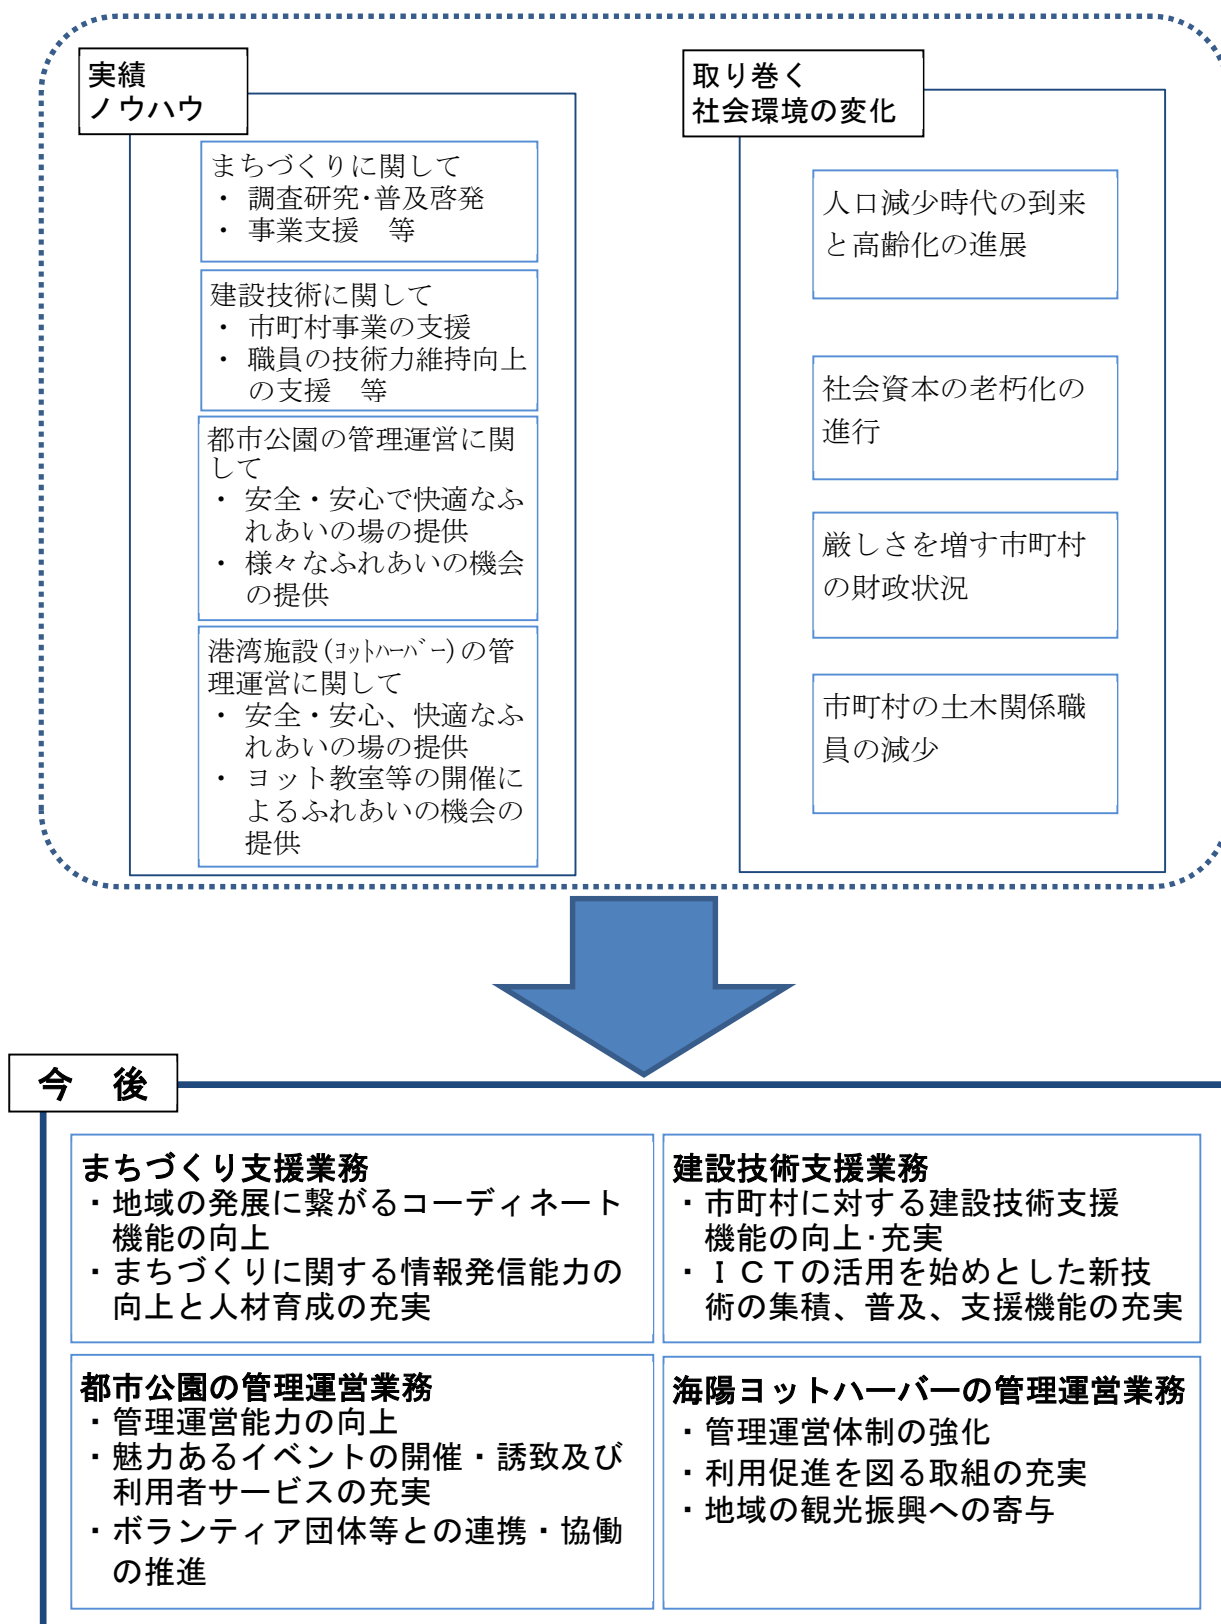 実績
ノウハウ
まちづくりに関して
・ 調査研究･普及啓発
・ 事業支援　等
建設技術に関して
・ 市町村事業の支援
・ 職員の技術力維持向上
の支援　等
都市公園の管理運営に関
して
・ 安全・安心で快適なふ
れあいの場の提供
・ 様々なふれあいの機会
の提供
港湾施設(ﾖｯﾄﾊｰﾊﾞｰ)の管
理運営に関して
・ 安全・安心、快適なふ
れあいの場の提供
・ ヨット教室等の開催に
よるふれあいの機会の
提供
取り巻く
社会環境の変化
人口減少時代の到来
と高齢化の進展
社会資本の老朽化の
進行
厳しさを増す市町村
の財政状況
市町村の土木関係職
員の減少
今　後
まちづくり支援業務
・地域の発展に繋がるコーディネート
機能の向上
・まちづくりに関する情報発信能力の
向上と人材育成の充実
建設技術支援業務
・市町村に対する建設技術支援
機能の向上･充実
・ＩＣＴの活用を始めとした新技
術の集積、普及、支援機能の充実
都市公園の管理運営業務
・管理運営能力の向上
・魅力あるイベントの開催・誘致及び
利用者サービスの充実
・ボランティア団体等との連携・協働
の推進
海陽ヨットハーバーの管理運営業務
・管理運営体制の強化
・利用促進を図る取組の充実
・地域の観光振興への寄与